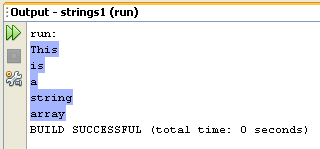 Output - strings1 (run)
run:
This
is
a
string
array
BUILD SUCCESSFUL (total time: 0 seconds)